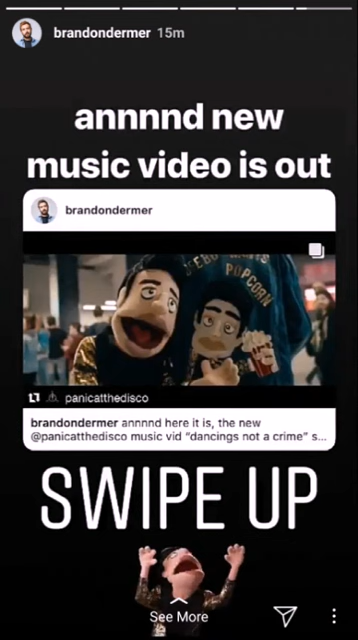 brandondermer 15m
annnnd new
music video is out
brandondermer
POPCORN
panicatthedisco
brandondermer annnnd here it is, the new
@panicatthedisco music vid “dancings not a crime” s...
SWIPE UP
See More